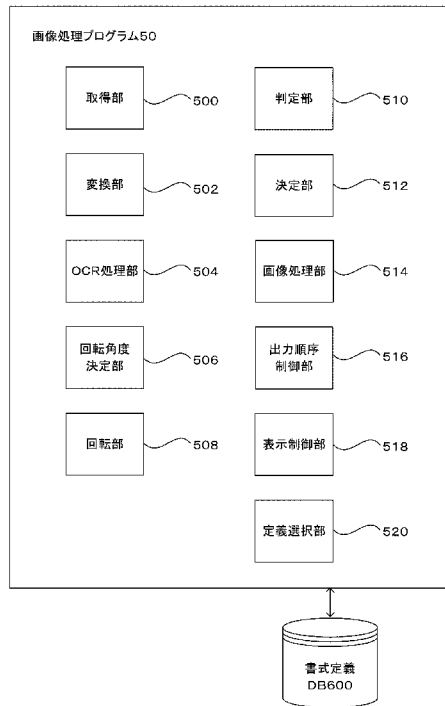 画像処理プログラム50
取得部
500
変換部
502
OCR処理部
504
回転角度
決定部
506
回転部
508
判定部
510
決定部
512
画像処理部
514
出力順序
制御部
516
表示制御部
518
定義選択部
520
書式定義
DB600